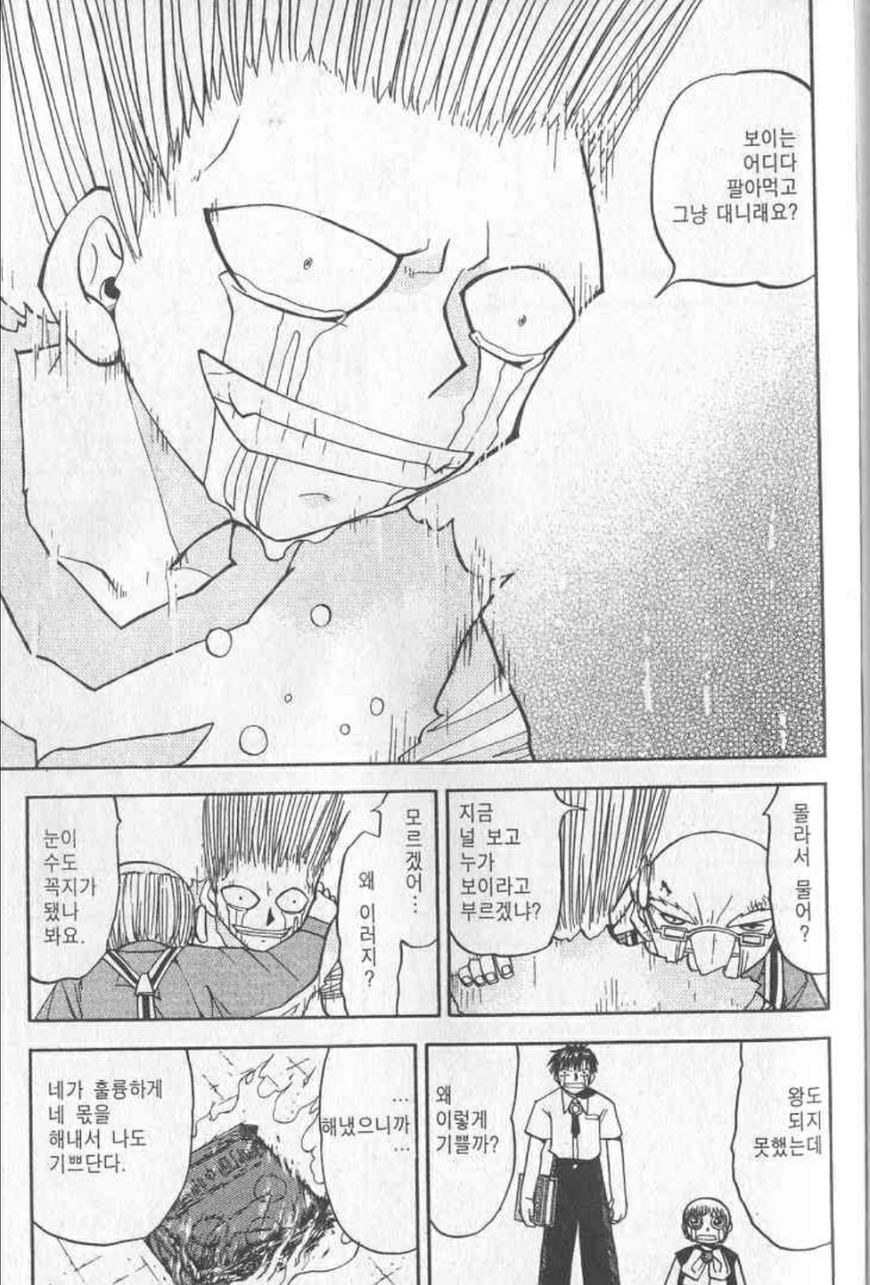 보이는
어디다
팔아먹고
그냥 대니래요?
몰라서 물어?
지금
널 보고
누가
보이라고
부르겠냐?
모르겠어…
왜 이러지?
눈이
수도
꼭지가
됐나
봐요.
왕도
되지
못했는데
왜
이렇게
기쁠까?
…
해냈으니까
…
네가 훌륭하게
네 몫을
해내서 나도
기쁘단다.